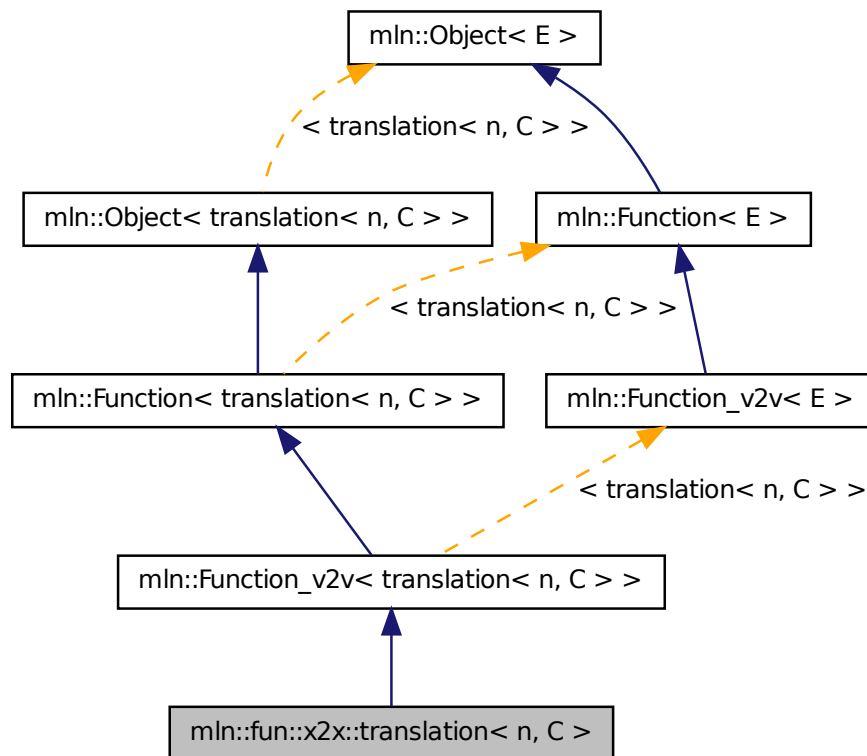 mln::Object< E >
< translation< n, C > >
mln::Object< translation< n, C > >
mln::Function< E >
< translation< n, C > >
mln::Function< translation< n, C > >
mln::Function_v2v< E >
< translation< n, C > >
mln::Function_v2v< translation< n, C > >
mln::fun::x2x::translation< n, C >